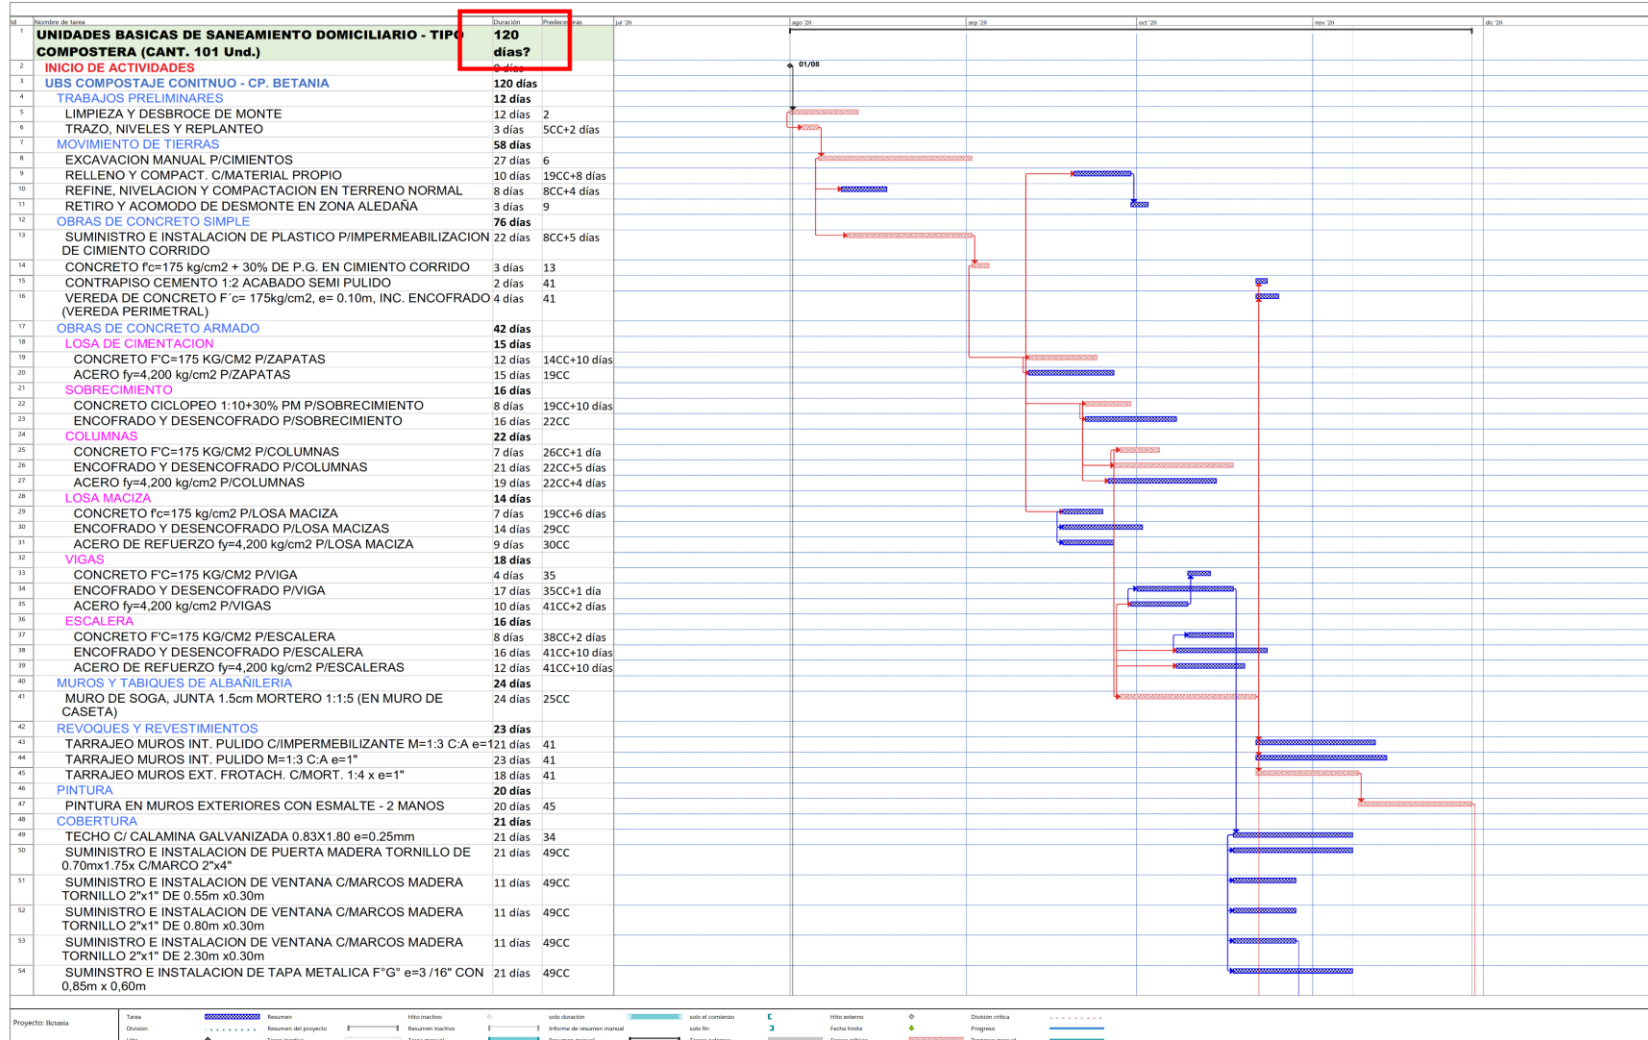 Id Nombre de tarea Duración Predecesoras jul '20 ago '20 sep '20 oct '20 nov '20 dic '20
1 UNIDADES BASICAS DE SANEAMIENTO DOMICILIARIO - TIPO 120
COMPOSTERA (CANT. 101 Und.) días?
2 INICIO DE ACTIVIDADES 0 días 01/08
3 UBS COMPOSTAJE CONITNUO - CP. BETANIA 120 días
4 TRABAJOS PRELIMINARES 12 días
5 LIMPIEZA Y DESBROCE DE MONTE 12 días 2
6 TRAZO, NIVELES Y REPLANTEO 3 días 5CC+2 días
7 MOVIMIENTO DE TIERRAS 58 días
8 EXCAVACION MANUAL P/CIMIENTOS 27 días 6
9 RELLENO Y COMPACT. C/MATERIAL PROPIO 10 días 19CC+8 días
10 REFINE, NIVELACION Y COMPACTACION EN TERRENO NORMAL 8 días 8CC+4 días
11 RETIRO Y ACOMODO DE DESMONTE EN ZONA ALEDAÑA 3 días 9
12 OBRAS DE CONCRETO SIMPLE 76 días
13 SUMINISTRO E INSTALACION DE PLASTICO P/IMPERMEABILIZACION 22 días 8CC+5 días
DE CIMIENTO CORRIDO
14 CONCRETO f'c=175 kg/cm2 + 30% DE P.G. EN CIMIENTO CORRIDO 3 días 13
15 CONTRAPISO CEMENTO 1:2 ACABADO SEMI PULIDO 2 días 41
16 VEREDA DE CONCRETO F´c= 175kg/cm2, e= 0.10m, INC. ENCOFRADO 4 días 41
(VEREDA PERIMETRAL)
17 OBRAS DE CONCRETO ARMADO 42 días
18 LOSA DE CIMENTACION 15 días
19 CONCRETO F'C=175 KG/CM2 P/ZAPATAS 12 días 14CC+10 días
20 ACERO fy=4,200 kg/cm2 P/ZAPATAS 15 días 19CC
21 SOBRECIMIENTO 16 días
22 CONCRETO CICLOPEO 1:10+30% PM P/SOBRECIMIENTO 8 días 19CC+10 días
23 ENCOFRADO Y DESENCOFRADO P/SOBRECIMIENTO 16 días 22CC
24 COLUMNAS 22 días
25 CONCRETO F'C=175 KG/CM2 P/COLUMNAS 7 días 26CC+1 día
26 ENCOFRADO Y DESENCOFRADO P/COLUMNAS 21 días 22CC+5 días
27 ACERO fy=4,200 kg/cm2 P/COLUMNAS 19 días 22CC+4 días
28 LOSA MACIZA 14 días
29 CONCRETO f'c=175 kg/cm2 P/LOSA MACIZA 7 días 19CC+6 días
30 ENCOFRADO Y DESENCOFRADO P/LOSA MACIZAS 14 días 29CC
31 ACERO DE REFUERZO fy=4,200 kg/cm2 P/LOSA MACIZA 9 días 30CC
32 VIGAS 18 días
33 CONCRETO F'C=175 KG/CM2 P/VIGA 4 días 35
34 ENCOFRADO Y DESENCOFRADO P/VIGA 17 días 35CC+1 día
35 ACERO fy=4,200 kg/cm2 P/VIGAS 10 días 41CC+2 días
36 ESCALERA 16 días
37 CONCRETO F'C=175 KG/CM2 P/ESCALERA 8 días 38CC+2 días
38 ENCOFRADO Y DESENCOFRADO P/ESCALERA 16 días 41CC+10 días
39 ACERO DE REFUERZO fy=4,200 kg/cm2 P/ESCALERAS 12 días 41CC+10 días
40 MUROS Y TABIQUES DE ALBAÑILERIA 24 días
41 MURO DE SOGA, JUNTA 1.5cm MORTERO 1:1:5 (EN MURO DE 24 días 25CC
CASETA)
42 REVOQUES Y REVESTIMIENTOS 23 días
43 TARRAJEO MUROS INT. PULIDO C/IMPERMEBILIZANTE M=1:3 C:A e=1 21 días 41
44 TARRAJEO MUROS INT. PULIDO M=1:3 C:A e=1" 23 días 41
45 TARRAJEO MUROS EXT. FROTACH. C/MORT. 1:4 x e=1" 18 días 41
46 PINTURA 20 días
47 PINTURA EN MUROS EXTERIORES CON ESMALTE - 2 MANOS 20 días 45
48 COBERTURA 21 días
49 TECHO C/ CALAMINA GALVANIZADA 0.83X1.80 e=0.25mm 21 días 34
50 SUMINISTRO E INSTALACION DE PUERTA MADERA TORNILLO DE 21 días 49CC
0.70mx1.75x C/MARCO 2"x4"
51 SUMINISTRO E INSTALACION DE VENTANA C/MARCOS MADERA 11 días 49CC
TORNILLO 2"x1" DE 0.55m x0.30m
52 SUMINISTRO E INSTALACION DE VENTANA C/MARCOS MADERA 11 días 49CC
TORNILLO 2"x1" DE 0.80m x0.30m
53 SUMINISTRO E INSTALACION DE VENTANA C/MARCOS MADERA 11 días 49CC
TORNILLO 2"x1" DE 2.30m x0.30m
54 SUMINSTRO E INSTALACION DE TAPA METALICA F°G° e=3 /16" CON 21 días 49CC
0,85m x 0,60m
Proyecto: Betania
Tarea Resumen Hito inactivo solo duración solo el comienzo Hito externo División crítica
División Resumen del proyecto Resumen inactivo Informe de resumen manual solo fin Fecha límite Progreso
Hito Tarea inactiva Tarea manual Resumen manual Tareas externas Tareas críticas Progreso manual